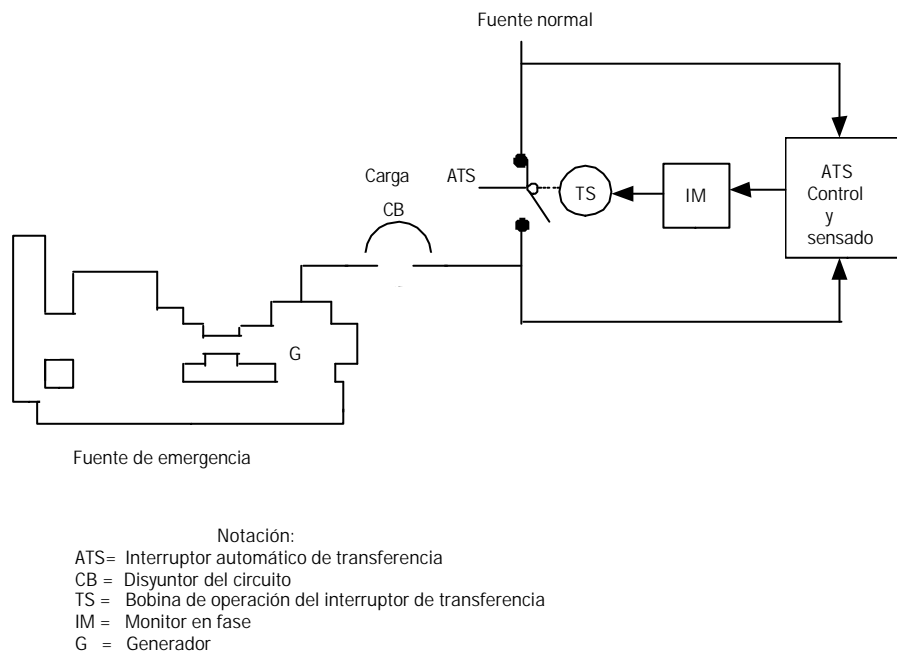 Fuente normal
Carga
ATS
CB
TS
IM
ATS
Control
y
sensado
G
Fuente de emergencia
Notación:
ATS= Interruptor automático de transferencia
CB = Disyuntor del circuito
TS = Bobina de operación del interruptor de transferencia
IM = Monitor en fase
G = Generador